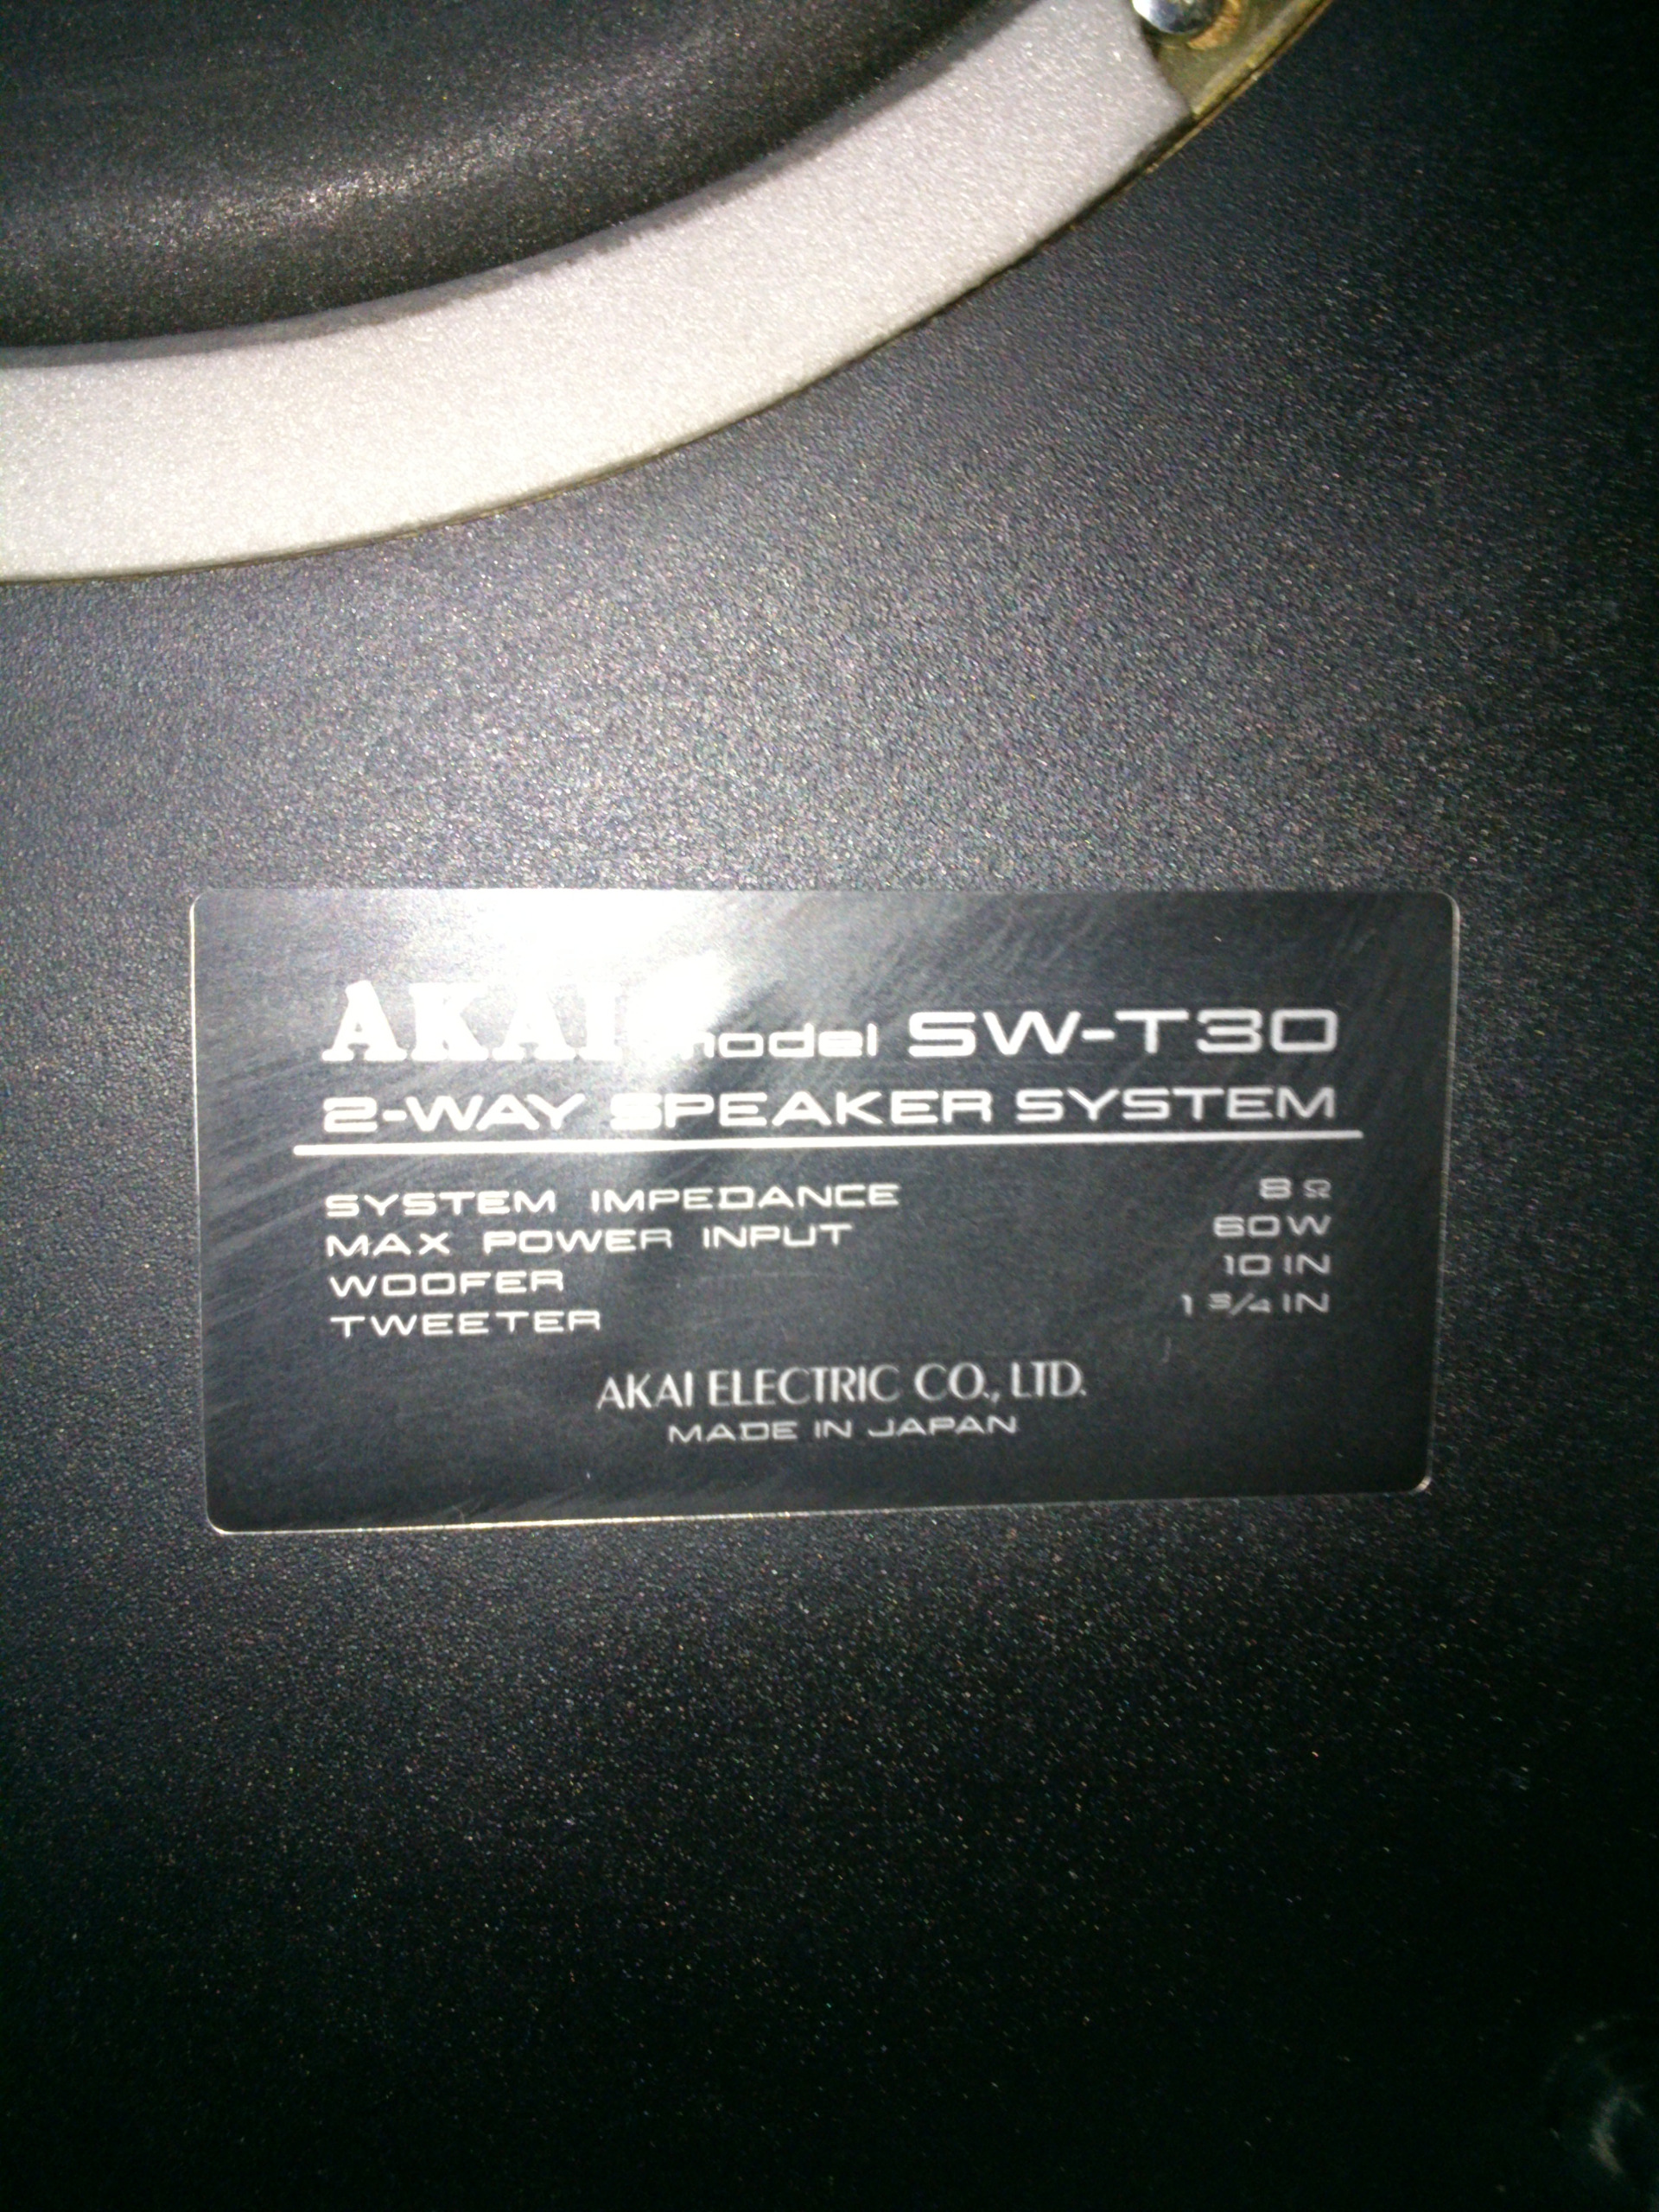 AKAI model SW-T30
2-WAY SPEAKER SYSTEM
SYSTEM IMPEDANCE 8 Ω
MAX POWER INPUT 60W
WOOFER 10 IN
TWEETER 1 3/4 IN
AKAI ELECTRIC CO., LTD.
MADE IN JAPAN